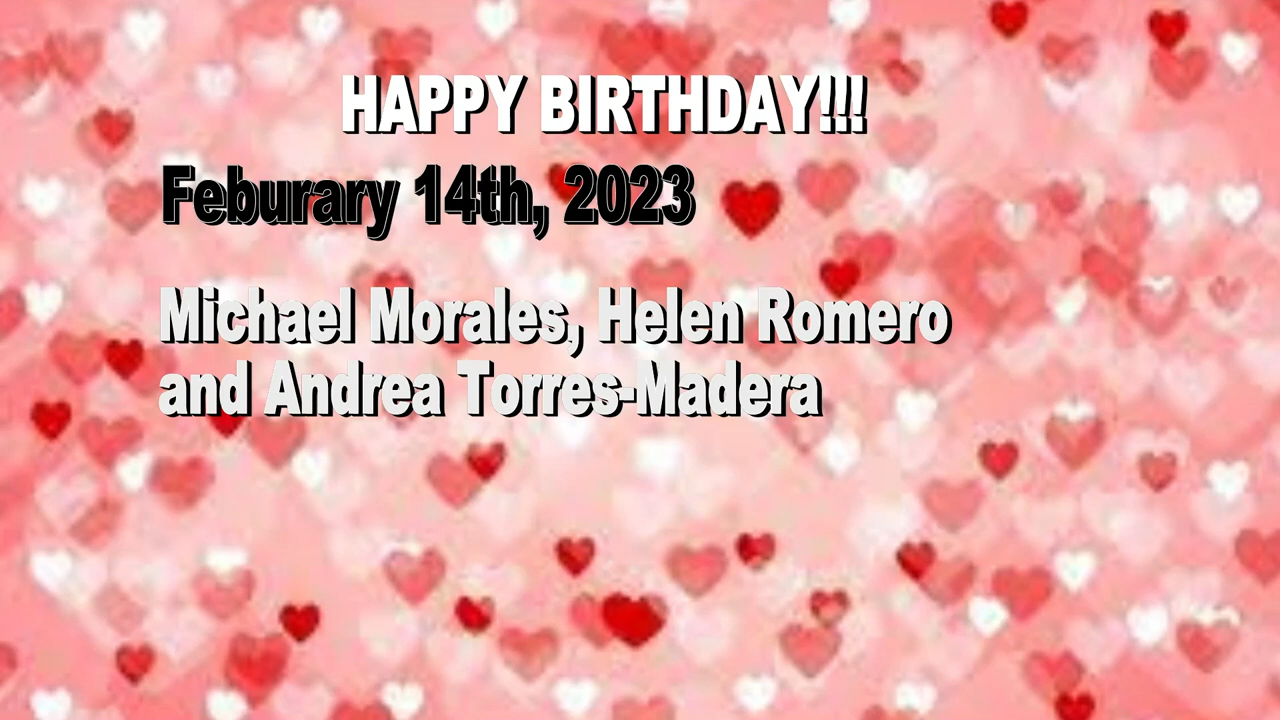 HAPPY BIRTHDAY!!!
Feburary 14th, 2023
Michael Morales, Helen Romero
and Andrea Torres-Madera